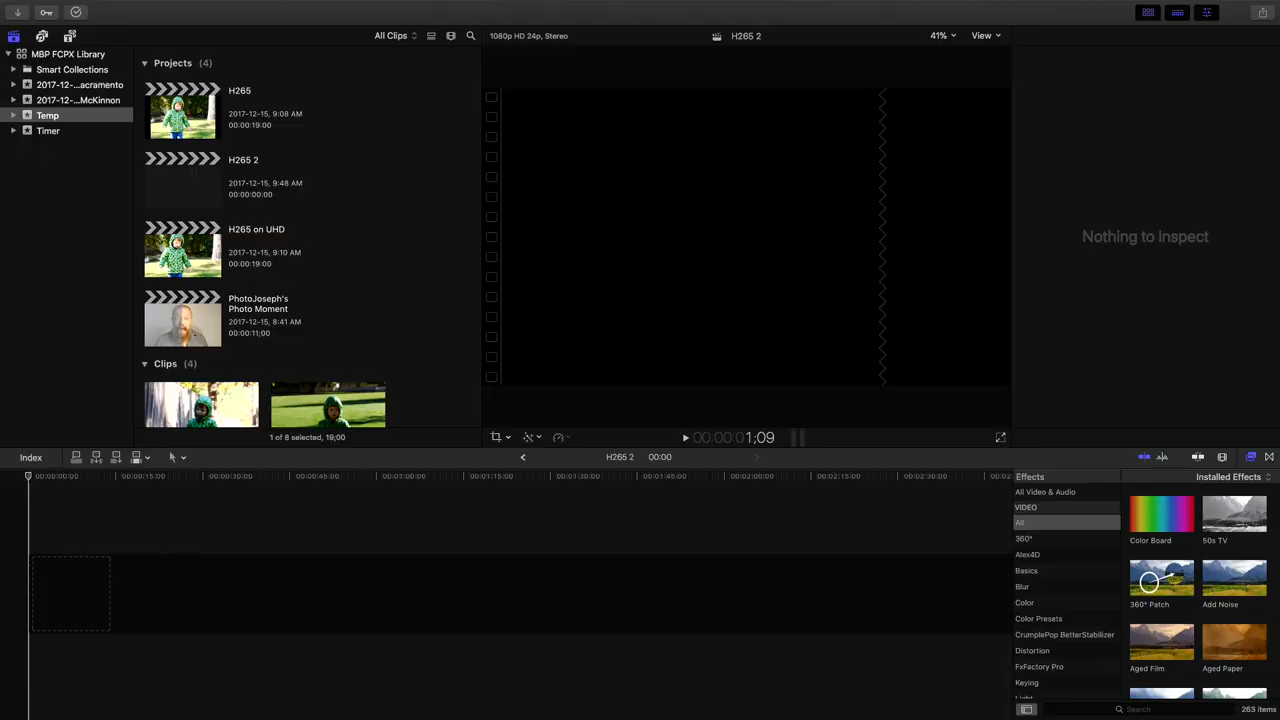 All Clips
1080p HD 24p, Stereo
H265 2
41%
View
MBP FCPX Library
Smart Collections
2017-12-...acramento
2017-12-...McKinnon
Temp
Timer
Projects (4)
H265
2017-12-15, 9:08 AM
00:00:19:00
H265 2
2017-12-15, 9:48 AM
00:00:00:00
H265 on UHD
2017-12-15, 9:10 AM
00:00:19:00
PhotoJoseph's
Photo Moment
2017-12-15, 8:41 AM
00:00:11;00
Clips (4)
1 of 8 selected, 19;00
Nothing to Inspect
00:00:01;09
Index
H265 2 00:00
00:00:00:00
00:00:15:00
00:00:30:00
00:00:45:00
00:01:00:00
00:01:15:00
00:01:30:00
00:01:45:00
00:02:00:00
00:02:15:00
00:02:30:00
00:02
Effects
Installed Effects
All Video & Audio
VIDEO
All
360°
Alex4D
Basics
Blur
Color
Color Presets
CrumplePop BetterStabilizer
Distortion
FxFactory Pro
Keying
Light
Color Board
50s TV
360° Patch
Add Noise
Aged Film
Aged Paper
Search
263 items